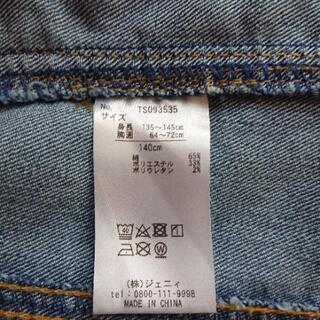 No. TS093535
サイズ
身長 135～145cm
胸囲 64～72cm
140cm
綿 65%
ポリエステル 33%
ポリウレタン 2%
40
W
(株)ジェニィ
tel:0800-111-9998
MADE IN CHINA